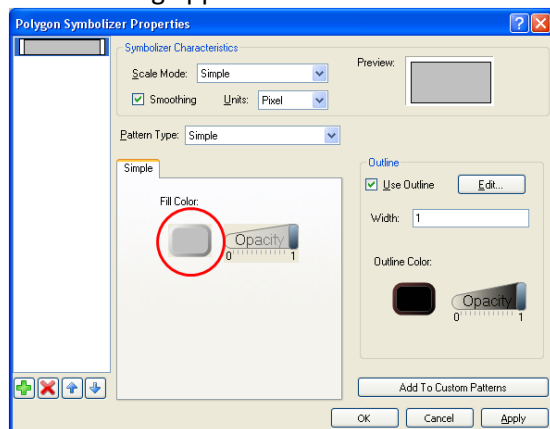 Polygon Symbolizer Properties
Symbolizer Characteristics
Scale Mode: Simple
Preview:
Smoothing Units: Pixel
Pattern Type: Simple
Simple
Fill Color:
Opacity
0 1
Outline
Use Outline Edit...
Width: 1
Outline Color:
Opacity
0 1
Add To Custom Patterns
OK Cancel Apply